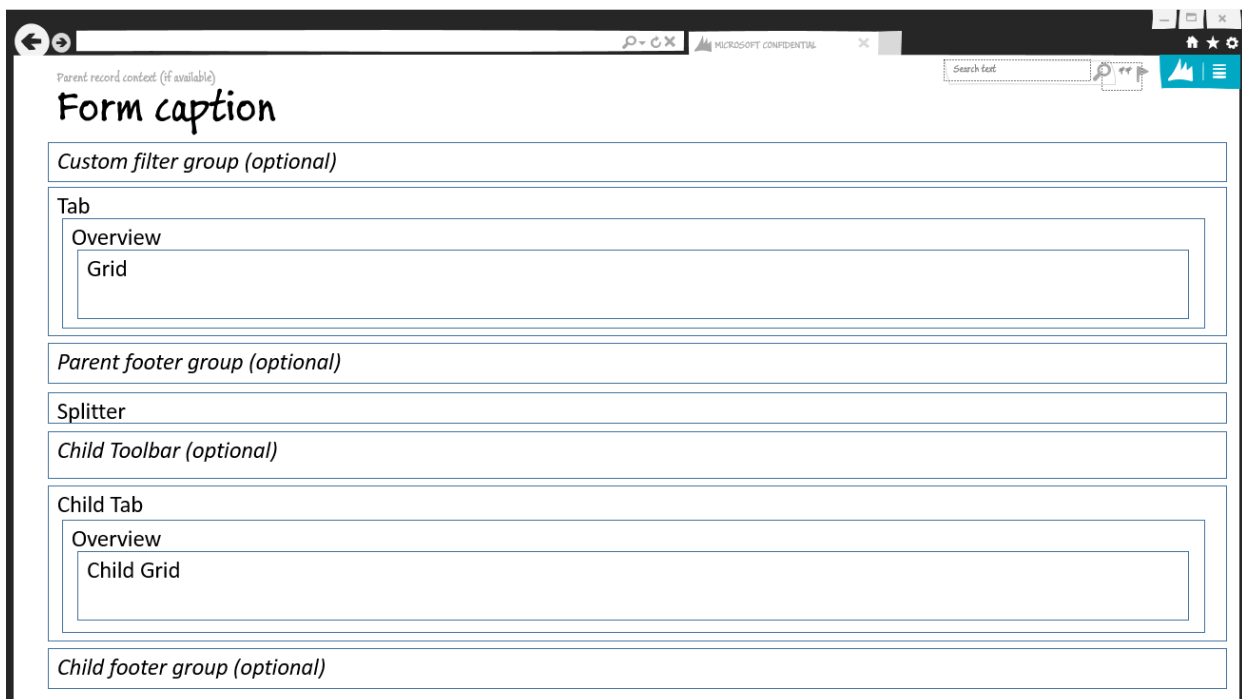 MICROSOFT CONFIDENTIAL
Parent record context (if available)
Search text
Form caption
Custom filter group (optional)
Tab
Overview
Grid
Parent footer group (optional)
Splitter
Child Toolbar (optional)
Child Tab
Overview
Child Grid
Child footer group (optional)